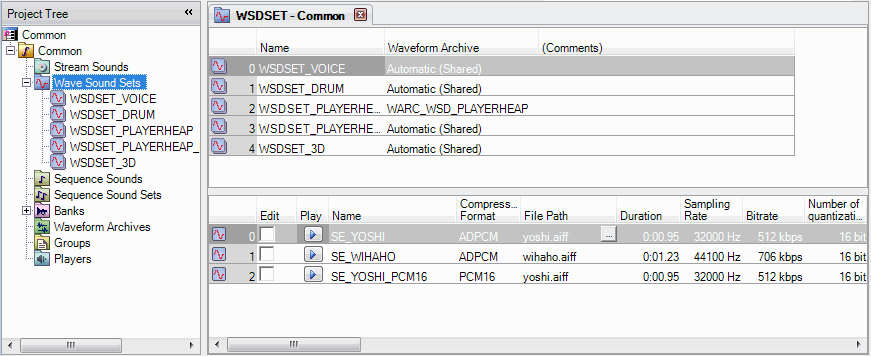 Project Tree «
Common
Common
Stream Sounds
Wave Sound Sets
WSDSET_VOICE
WSDSET_DRUM
WSDSET_PLAYERHEAP
WSDSET_PLAYERHEAP_
WSDSET_3D
Sequence Sounds
Sequence Sound Sets
Banks
Waveform Archives
Groups
Players
WSDSET - Common
Name Waveform Archive (Comments)
0 WSDSET_VOICE Automatic (Shared)
1 WSDSET_DRUM Automatic (Shared)
2 WSDSET_PLAYERHE... WARC_WSD_PLAYERHEAP
3 WSDSET_PLAYERHE... Automatic (Shared)
4 WSDSET_3D Automatic (Shared)
Edit Play Name Compress... Format File Path Duration Sampling Rate Bitrate Number of quantizati...
0 SE_YOSHI ADPCM yoshi.aiff ... 0:00.95 32000 Hz 512 kbps 16 bit
1 SE_WIHAHO ADPCM wihaho.aiff 0:01.23 44100 Hz 706 kbps 16 bit
2 SE_YOSHI_PCM16 PCM16 yoshi.aiff 0:00.95 32000 Hz 512 kbps 16 bit